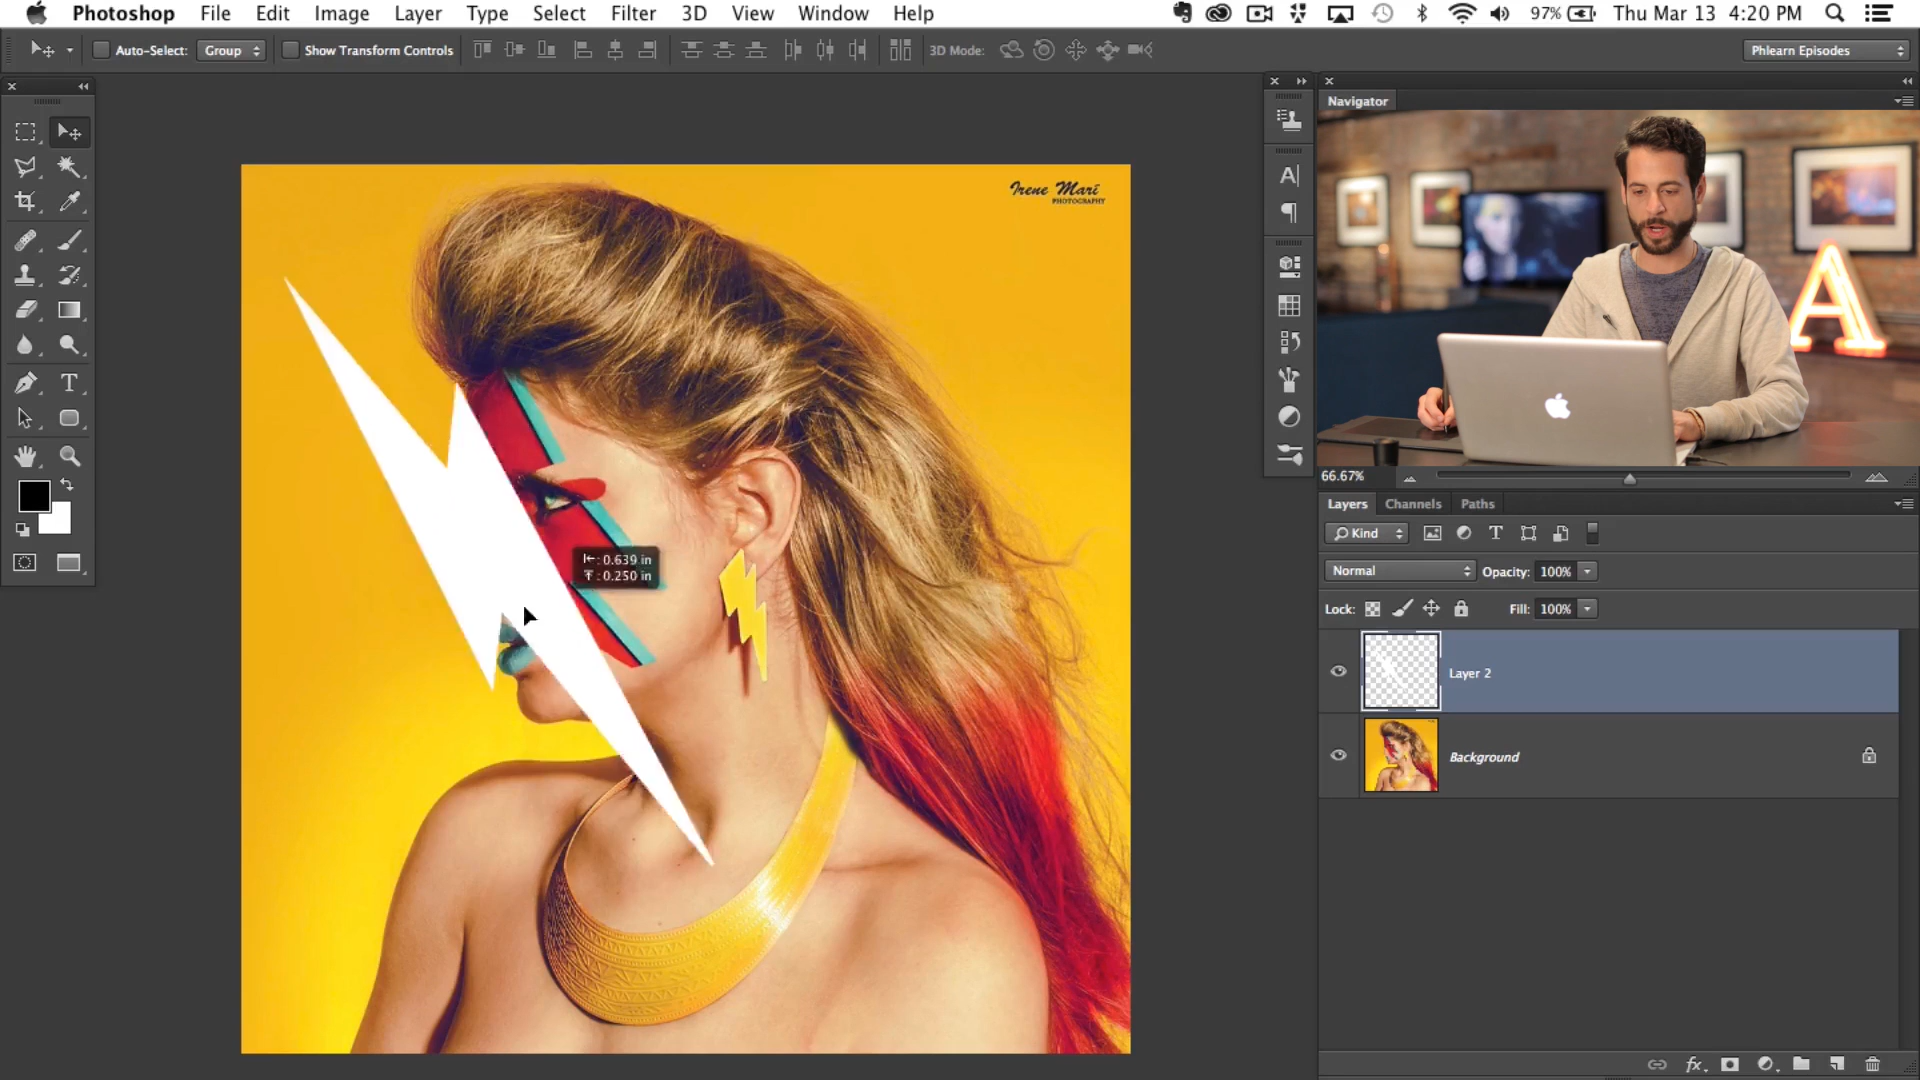 Photoshop File Edit Image Layer Type Select Filter 3D View Window Help 97% Thu Mar 13 4:20 PM
Auto-Select: Group Show Transform Controls 3D Mode: Phlearn Episodes
Navigator
Irene Marí
PHOTOGRAPHY
A
66.67%
Layers Channels Paths
Kind
Normal Opacity: 100%
: 0.639 in
: 0.250 in
Lock: Fill: 100%
Layer 2
Background